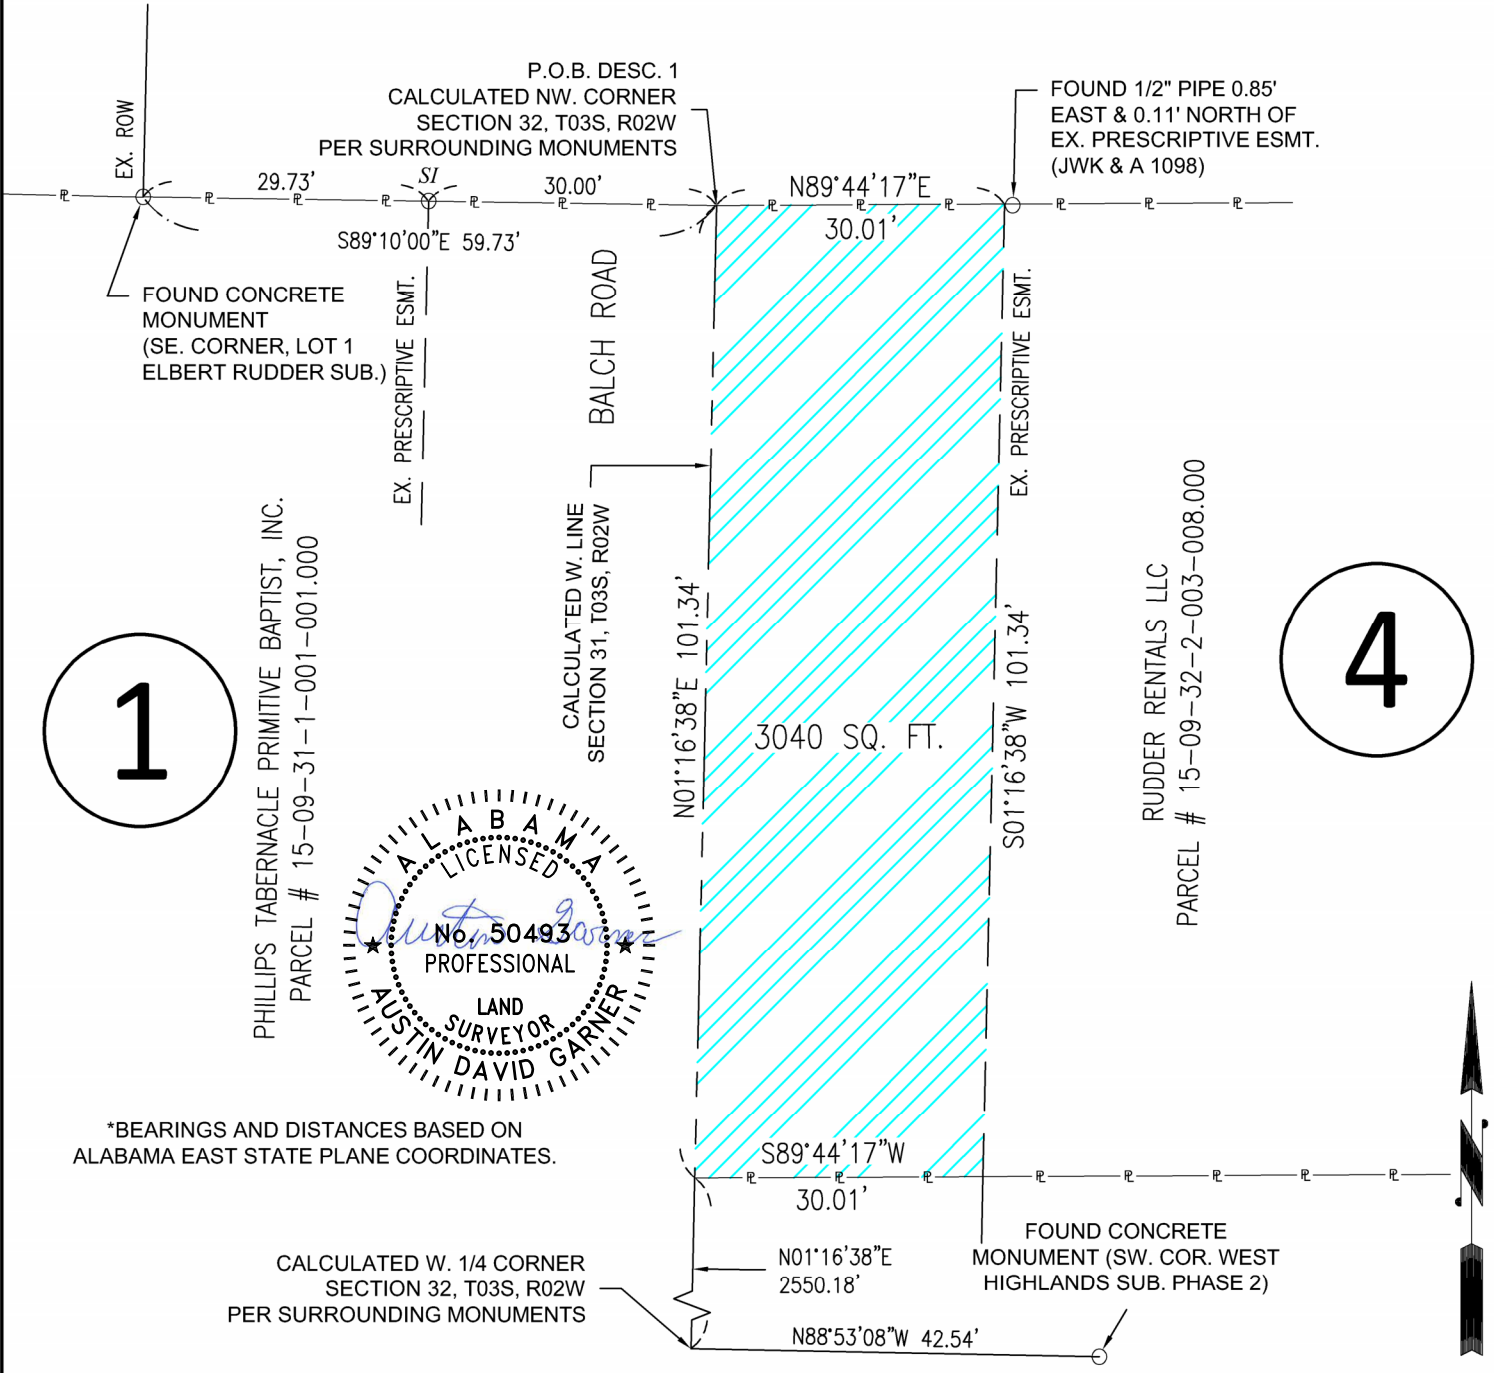 P.O.B. DESC. 1
CALCULATED NW. CORNER
SECTION 32, T03S, R02W
PER SURROUNDING MONUMENTS
FOUND 1/2" PIPE 0.85'
EAST & 0.11' NORTH OF
EX. PRESCRIPTIVE ESMT.
(JWK & A 1098)
EX. ROW
29.73'
SI
30.00'
N89°44'17"E
30.01'
S89°10'00"E 59.73'
FOUND CONCRETE
MONUMENT
(SE. CORNER, LOT 1
ELBERT RUDDER SUB.)
EX. PRESCRIPTIVE ESMT.
BALCH ROAD
EX. PRESCRIPTIVE ESMT.
CALCULATED W. LINE
SECTION 31, T03S, R02W
N01°16'38"E 101.34'
S01°16'38"W 101.34'
3040 SQ. FT.
PHILLIPS TABERNACLE PRIMITIVE BAPTIST, INC.
PARCEL # 15-09-31-1-001-001.000
1
RUDDER RENTALS LLC
PARCEL # 15-09-32-2-003-008.000
4
ALABAMA
LICENSED
Austin Garner
No. 50493
PROFESSIONAL
LAND
SURVEYOR
AUSTIN DAVID GARNER
*BEARINGS AND DISTANCES BASED ON
ALABAMA EAST STATE PLANE COORDINATES.
S89°44'17"W
30.01'
CALCULATED W. 1/4 CORNER
SECTION 32, T03S, R02W
PER SURROUNDING MONUMENTS
N01°16'38"E
2550.18'
FOUND CONCRETE
MONUMENT (SW. COR. WEST
HIGHLANDS SUB. PHASE 2)
N88°53'08"W 42.54'
N